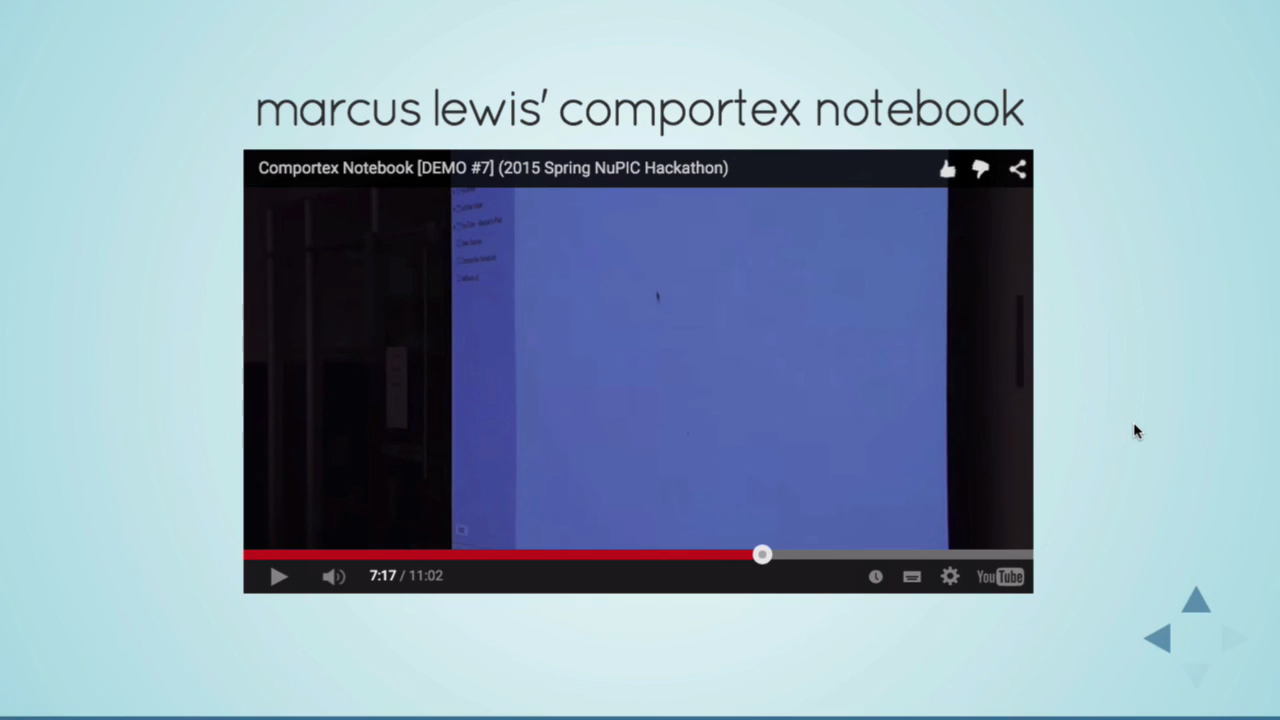 marcus lewis' comportex notebook
Comportex Notebook [DEMO #7] (2015 Spring NuPIC Hackathon)
7:17 / 11:02
YouTube